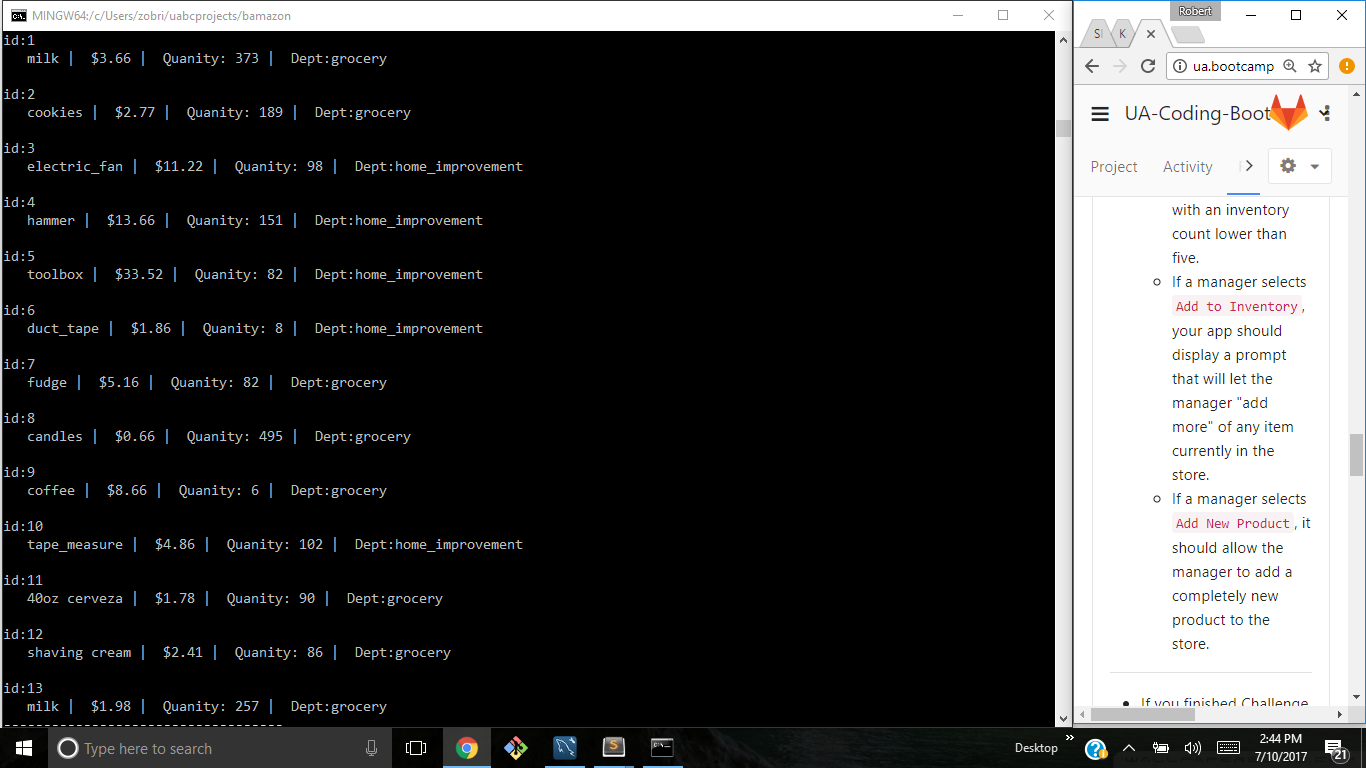 MINGW64:/c/Users/zobri/uabcprojects/bamazon
id:1
milk | $3.66 | Quanity: 373 | Dept:grocery
id:2
cookies | $2.77 | Quanity: 189 | Dept:grocery
id:3
electric_fan | $11.22 | Quanity: 98 | Dept:home_improvement
id:4
hammer | $13.66 | Quanity: 151 | Dept:home_improvement
id:5
toolbox | $33.52 | Quanity: 82 | Dept:home_improvement
id:6
duct_tape | $1.86 | Quanity: 8 | Dept:home_improvement
id:7
fudge | $5.16 | Quanity: 82 | Dept:grocery
id:8
candles | $0.66 | Quanity: 495 | Dept:grocery
id:9
coffee | $8.66 | Quanity: 6 | Dept:grocery
id:10
tape_measure | $4.86 | Quanity: 102 | Dept:home_improvement
id:11
40oz cerveza | $1.78 | Quanity: 90 | Dept:grocery
id:12
shaving cream | $2.41 | Quanity: 86 | Dept:grocery
id:13
milk | $1.98 | Quanity: 257 | Dept:grocery
-----------------------------------
Robert
K
ua.bootcamp
UA-Coding-Boot
Project Activity
with an inventory
count lower than
five.
If a manager selects
Add to Inventory,
your app should
display a prompt
that will let the
manager "add
more" of any item
currently in the
store.
If a manager selects
Add New Product, it
should allow the
manager to add a
completely new
product to the
store.
If you finished Challenge
Type here to search
Desktop
2:44 PM
7/10/2017
21